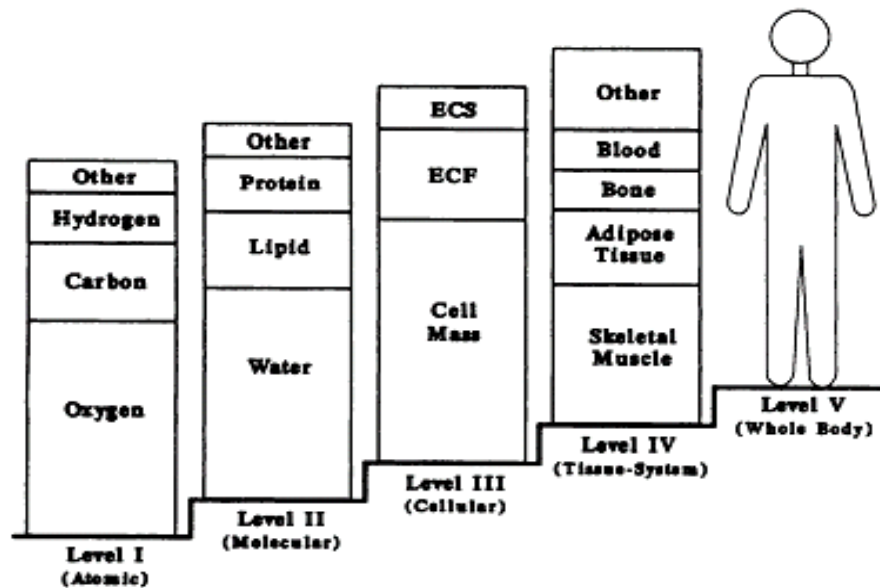 Other
Hydrogen
Carbon
Oxygen
Level I
(Atomic)
Other
Protein
Lipid
Water
Level II
(Molecular)
ECS
ECF
Cell
Mass
Level III
(Cellular)
Other
Blood
Bone
Adipose
Tissue
Skeletal
Muscle
Level IV
(Tissue-System)
Level V
(Whole Body)